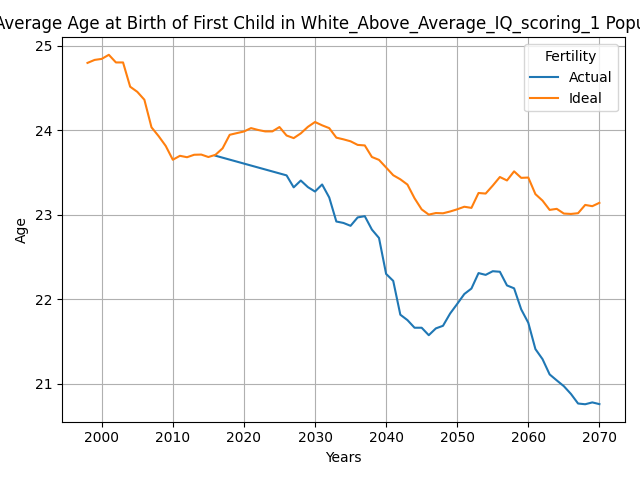 Average Age at Birth of First Child in White_Above_Average_IQ_scoring_1 Popu
Fertility
Actual
Ideal
Age
25
24
23
22
21
2000 2010 2020 2030 2040 2050 2060 2070
Years